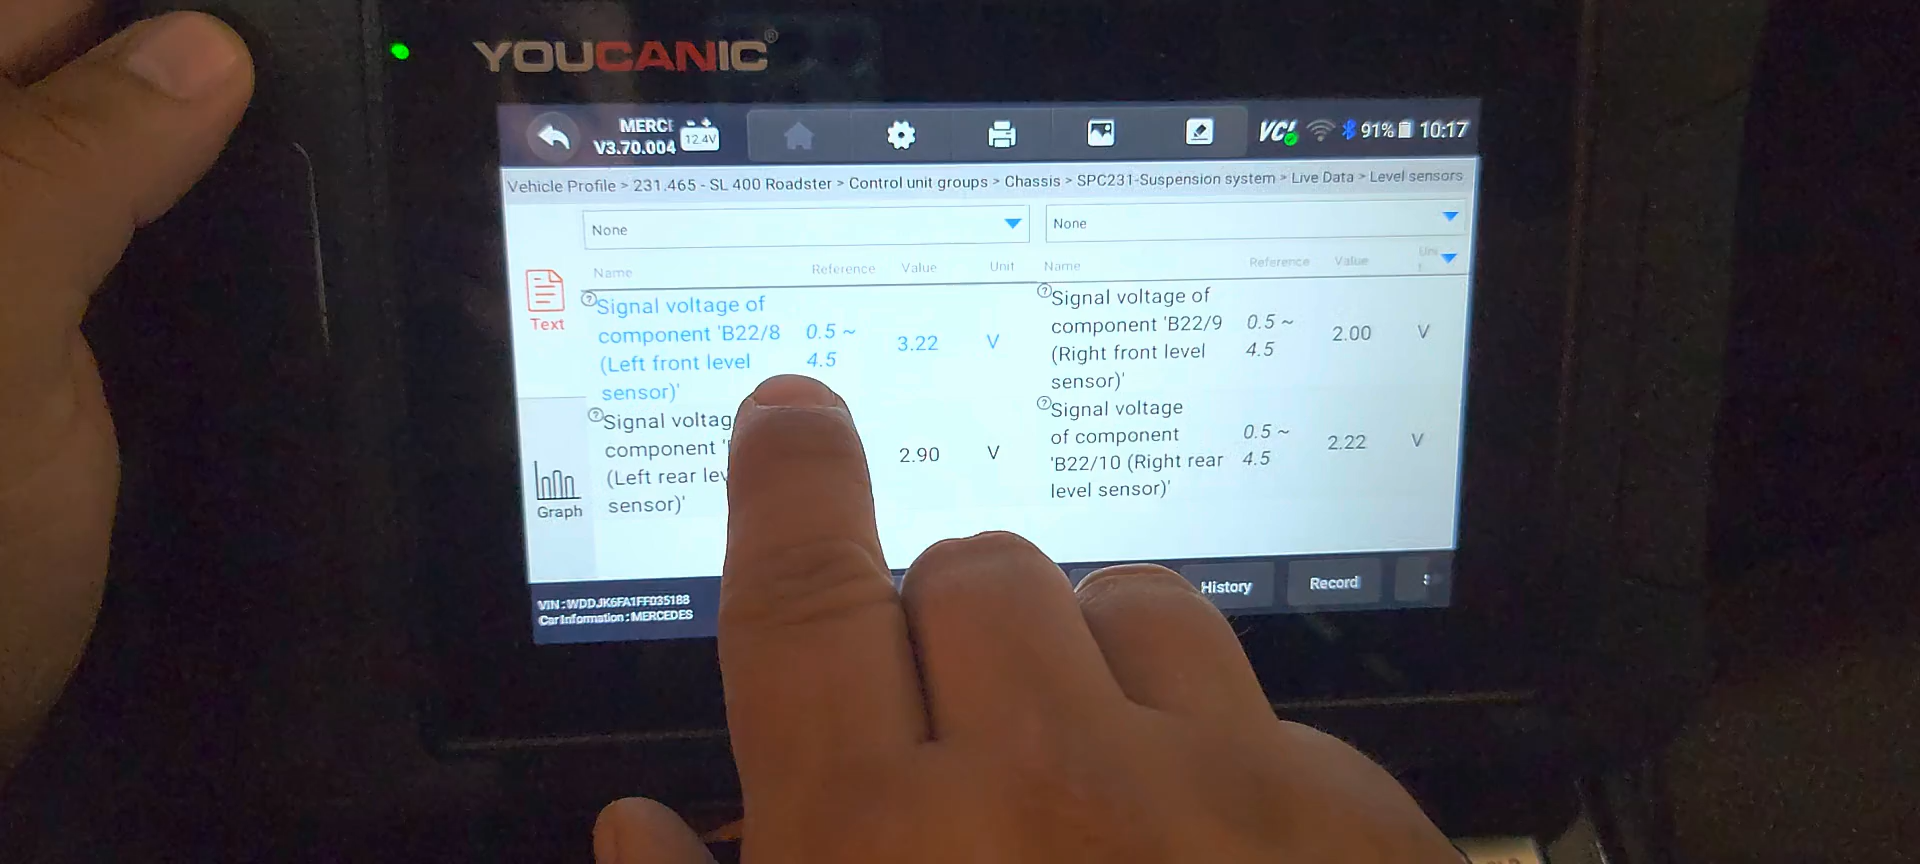 YOUCANIC®
MERC
V3.70.004
12.4V
VCI
91%
10:17
Vehicle Profile > 231.465 - SL 400 Roadster > Control unit groups > Chassis > SPC231-Suspension system > Live Data > Level sensors
None
None
Name Reference Value Unit
Name Reference Value
Text
Signal voltage of
component 'B22/8
(Left front level
sensor)'
0.5 ~
4.5
3.22
V
Signal voltage of
component 'B22/9
(Right front level
sensor)'
0.5 ~
4.5
2.00
V
Signal voltag
component '
(Left rear le
sensor)'
2.90
V
Signal voltage
of component
'B22/10 (Right rear
level sensor)'
0.5 ~
4.5
2.22
V
Graph
History
Record
VIN:WDDJK6FA1FF035188
Car Information:MERCEDES